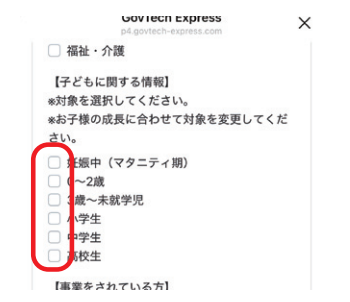 GovTech Express
p4.govtech-express.com
福祉・介護
【子どもに関する情報】
※対象を選択してください。
※お子様の成長に合わせて対象を変更してくだ
さい。
妊娠中（マタニティ期）
0〜2歳
3歳〜未就学児
小学生
中学生
高校生
【事業をされている方】